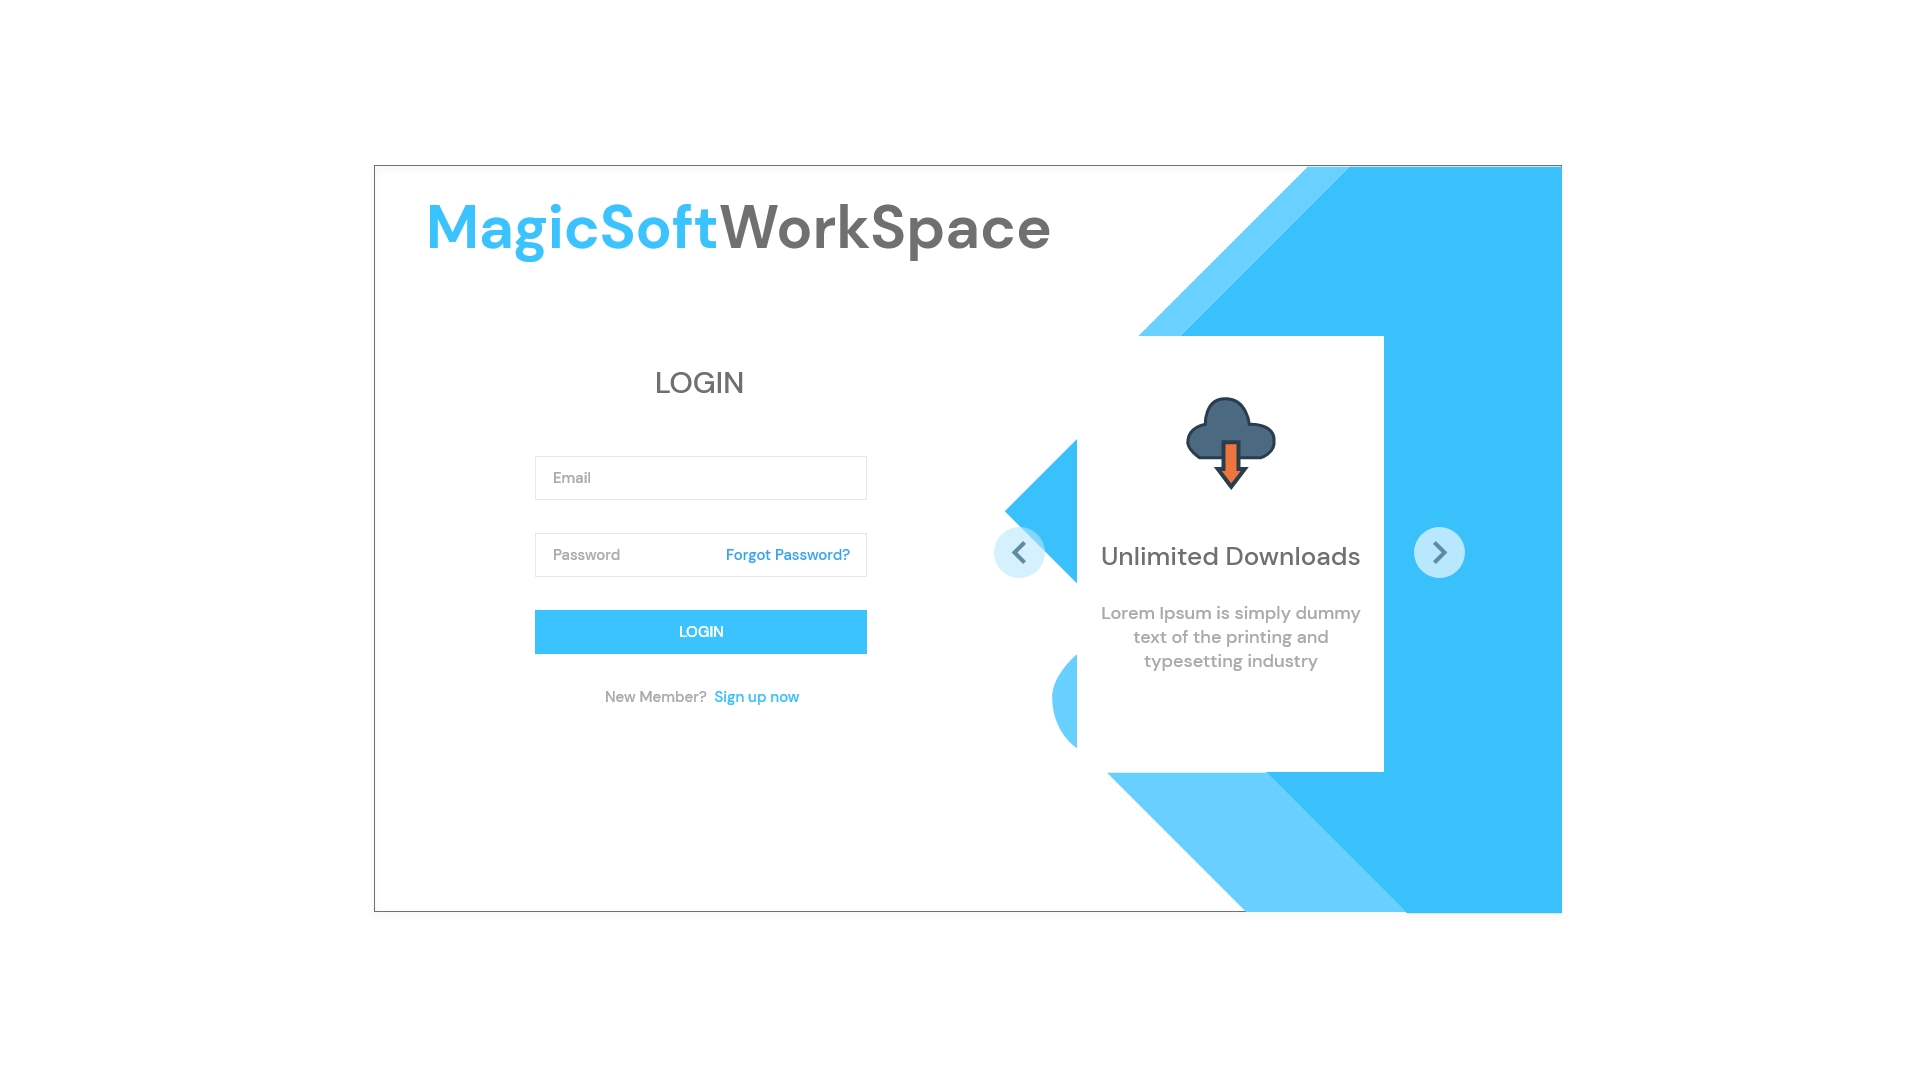 MagicSoftWorkSpace
LOGIN
Email
Password Forgot Password?
LOGIN
New Member? Sign up now
Unlimited Downloads
Lorem Ipsum is simply dummy
text of the printing and
typesetting industry